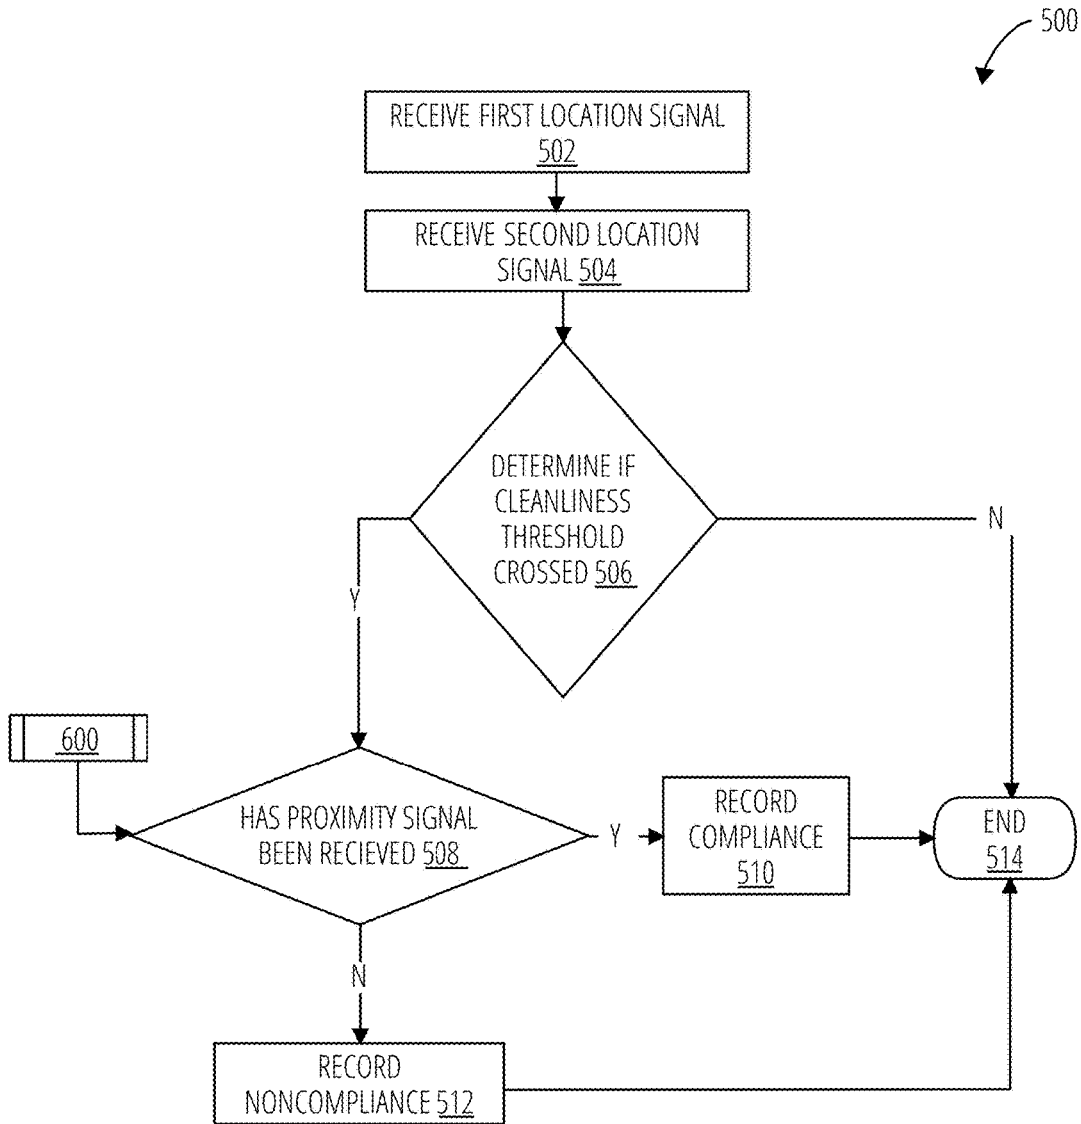 500
RECEIVE FIRST LOCATION SIGNAL
502
RECEIVE SECOND LOCATION
SIGNAL 504
DETERMINE IF
CLEANLINESS
THRESHOLD
CROSSED 506
N
Y
600
HAS PROXIMITY SIGNAL
BEEN RECIEVED 508
Y
RECORD
COMPLIANCE
510
END
514
N
RECORD
NONCOMPLIANCE 512